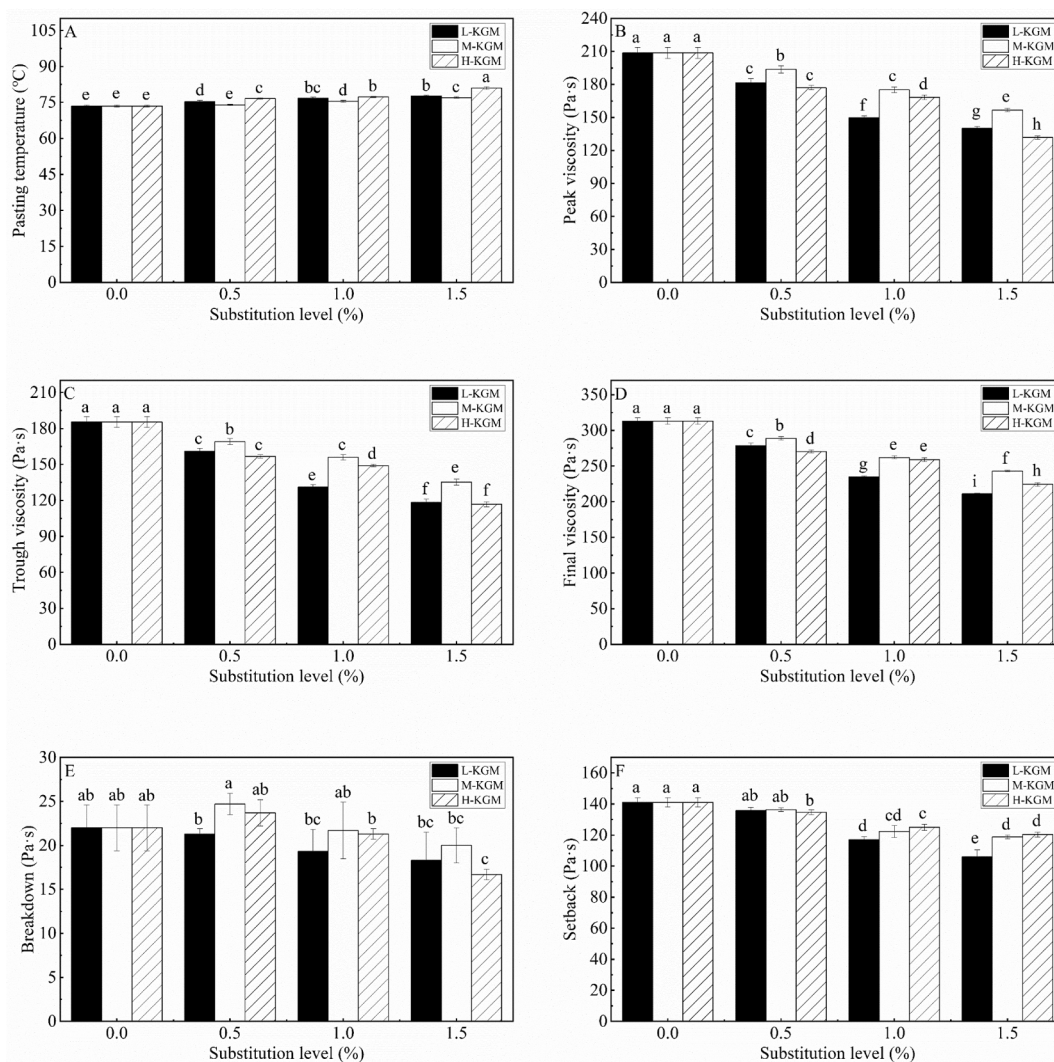 A
Pasting temperature (°C)
105
90
75
60
45
30
15
0
L-KGM
M-KGM
H-KGM
e e e d e c bc d b b c a
0.0 0.5 1.0 1.5
Substitution level (%)
B
Peak viscosity (Pa·s)
240
210
180
150
120
90
60
30
0
L-KGM
M-KGM
H-KGM
a a a c b c f c d g e h
0.0 0.5 1.0 1.5
Substitution level (%)
C
Trough viscosity (Pa·s)
210
180
150
120
90
60
30
0
L-KGM
M-KGM
H-KGM
a a a c b c e c d f e f
0.0 0.5 1.0 1.5
Substitution level (%)
D
Final viscosity (Pa·s)
350
300
250
200
150
100
50
0
L-KGM
M-KGM
H-KGM
a a a c b d g e e i f h
0.0 0.5 1.0 1.5
Substitution level (%)
E
Breakdown (Pa·s)
30
25
20
15
10
5
0
L-KGM
M-KGM
H-KGM
ab ab ab b a ab bc ab b bc bc c
0.0 0.5 1.0 1.5
Substitution level (%)
F
Setback (Pa·s)
160
140
120
100
80
60
40
20
0
L-KGM
M-KGM
H-KGM
a a a ab ab b d cd c e d d
0.0 0.5 1.0 1.5
Substitution level (%)